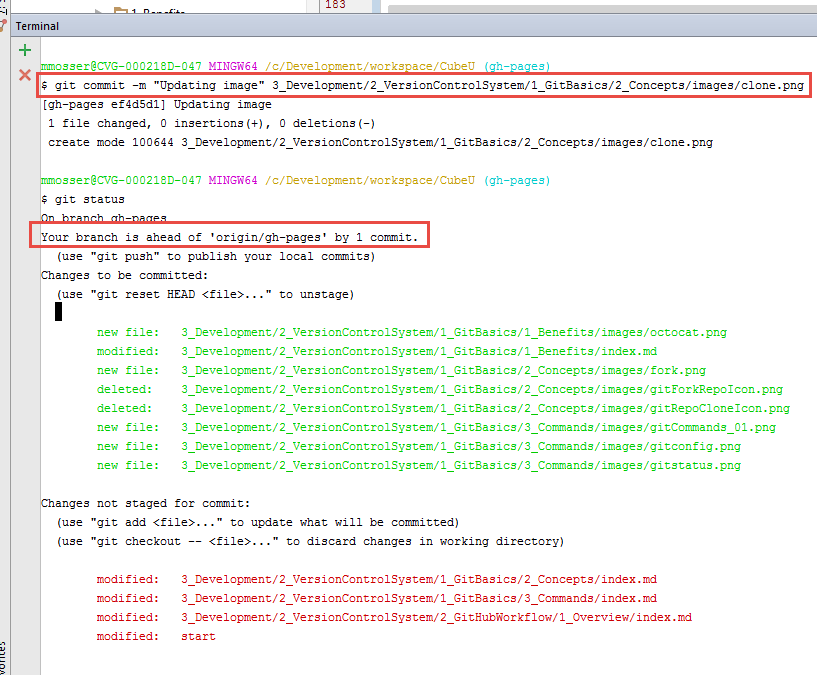 1_Benefits
183
Terminal
mmosser@CVG-000218D-047 MINGW64 /c/Development/workspace/CubeU (gh-pages)
$ git commit -m "Updating image" 3_Development/2_VersionControlSystem/1_GitBasics/2_Concepts/images/clone.png
[gh-pages ef4d5d1] Updating image
1 file changed, 0 insertions(+), 0 deletions(-)
create mode 100644 3_Development/2_VersionControlSystem/1_GitBasics/2_Concepts/images/clone.png
mmosser@CVG-000218D-047 MINGW64 /c/Development/workspace/CubeU (gh-pages)
$ git status
On branch gh-pages
Your branch is ahead of 'origin/gh-pages' by 1 commit.
(use "git push" to publish your local commits)
Changes to be committed:
(use "git reset HEAD <file>..." to unstage)
new file: 3_Development/2_VersionControlSystem/1_GitBasics/1_Benefits/images/octocat.png
modified: 3_Development/2_VersionControlSystem/1_GitBasics/1_Benefits/index.md
new file: 3_Development/2_VersionControlSystem/1_GitBasics/2_Concepts/images/fork.png
deleted: 3_Development/2_VersionControlSystem/1_GitBasics/2_Concepts/images/gitForkRepoIcon.png
deleted: 3_Development/2_VersionControlSystem/1_GitBasics/2_Concepts/images/gitRepoCloneIcon.png
new file: 3_Development/2_VersionControlSystem/1_GitBasics/3_Commands/images/gitCommands_01.png
new file: 3_Development/2_VersionControlSystem/1_GitBasics/3_Commands/images/gitconfig.png
new file: 3_Development/2_VersionControlSystem/1_GitBasics/3_Commands/images/gitstatus.png
Changes not staged for commit:
(use "git add <file>..." to update what will be committed)
(use "git checkout -- <file>..." to discard changes in working directory)
modified: 3_Development/2_VersionControlSystem/1_GitBasics/2_Concepts/index.md
modified: 3_Development/2_VersionControlSystem/1_GitBasics/3_Commands/index.md
modified: 3_Development/2_VersionControlSystem/2_GitHubWorkflow/1_Overview/index.md
modified: start